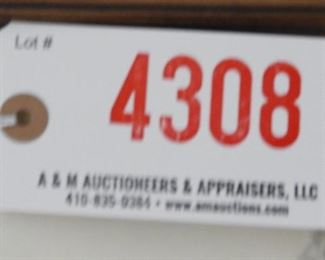 Lot #
4308
A & M AUCTIONEERS & APPRAISERS, LLC
410-835-0384 • www.amauctions.com